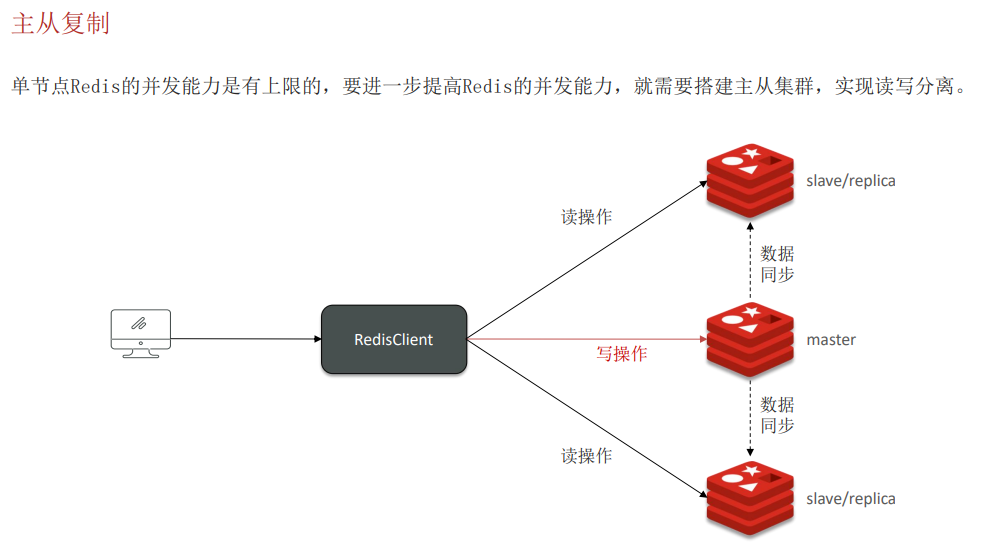 主从复制
单节点Redis的并发能力是有上限的，要进一步提高Redis的并发能力，就需要搭建主从集群，实现读写分离。
slave/replica
读操作
数据
同步
RedisClient
写操作
master
数据
同步
读操作
slave/replica